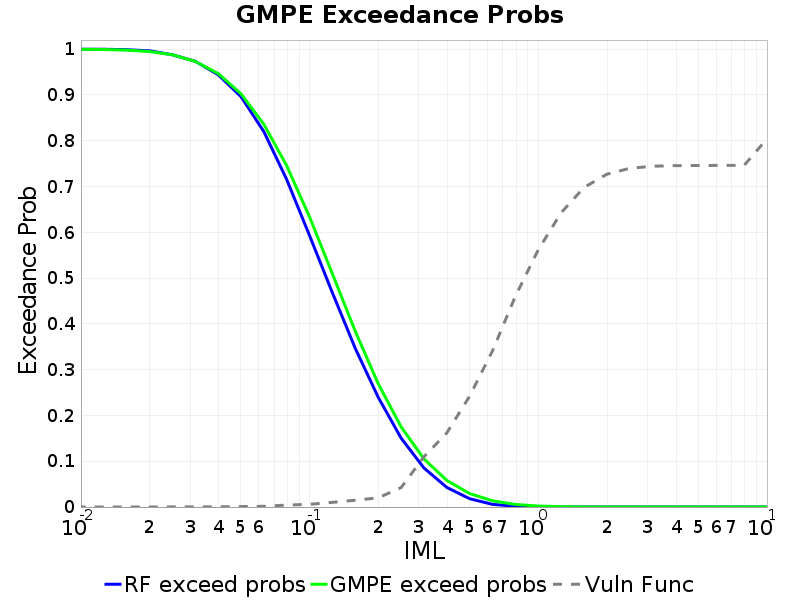 GMPE Exceedance Probs
1
0.9
0.8
0.7
0.6
0.5
0.4
0.3
0.2
0.1
0
Exceedance Prob
10-2 2 3 4 5 6 10-1 2 3 4 5 6 7 100 2 3 4 5 6 7 101
IML
RF exceed probs GMPE exceed probs Vuln Func